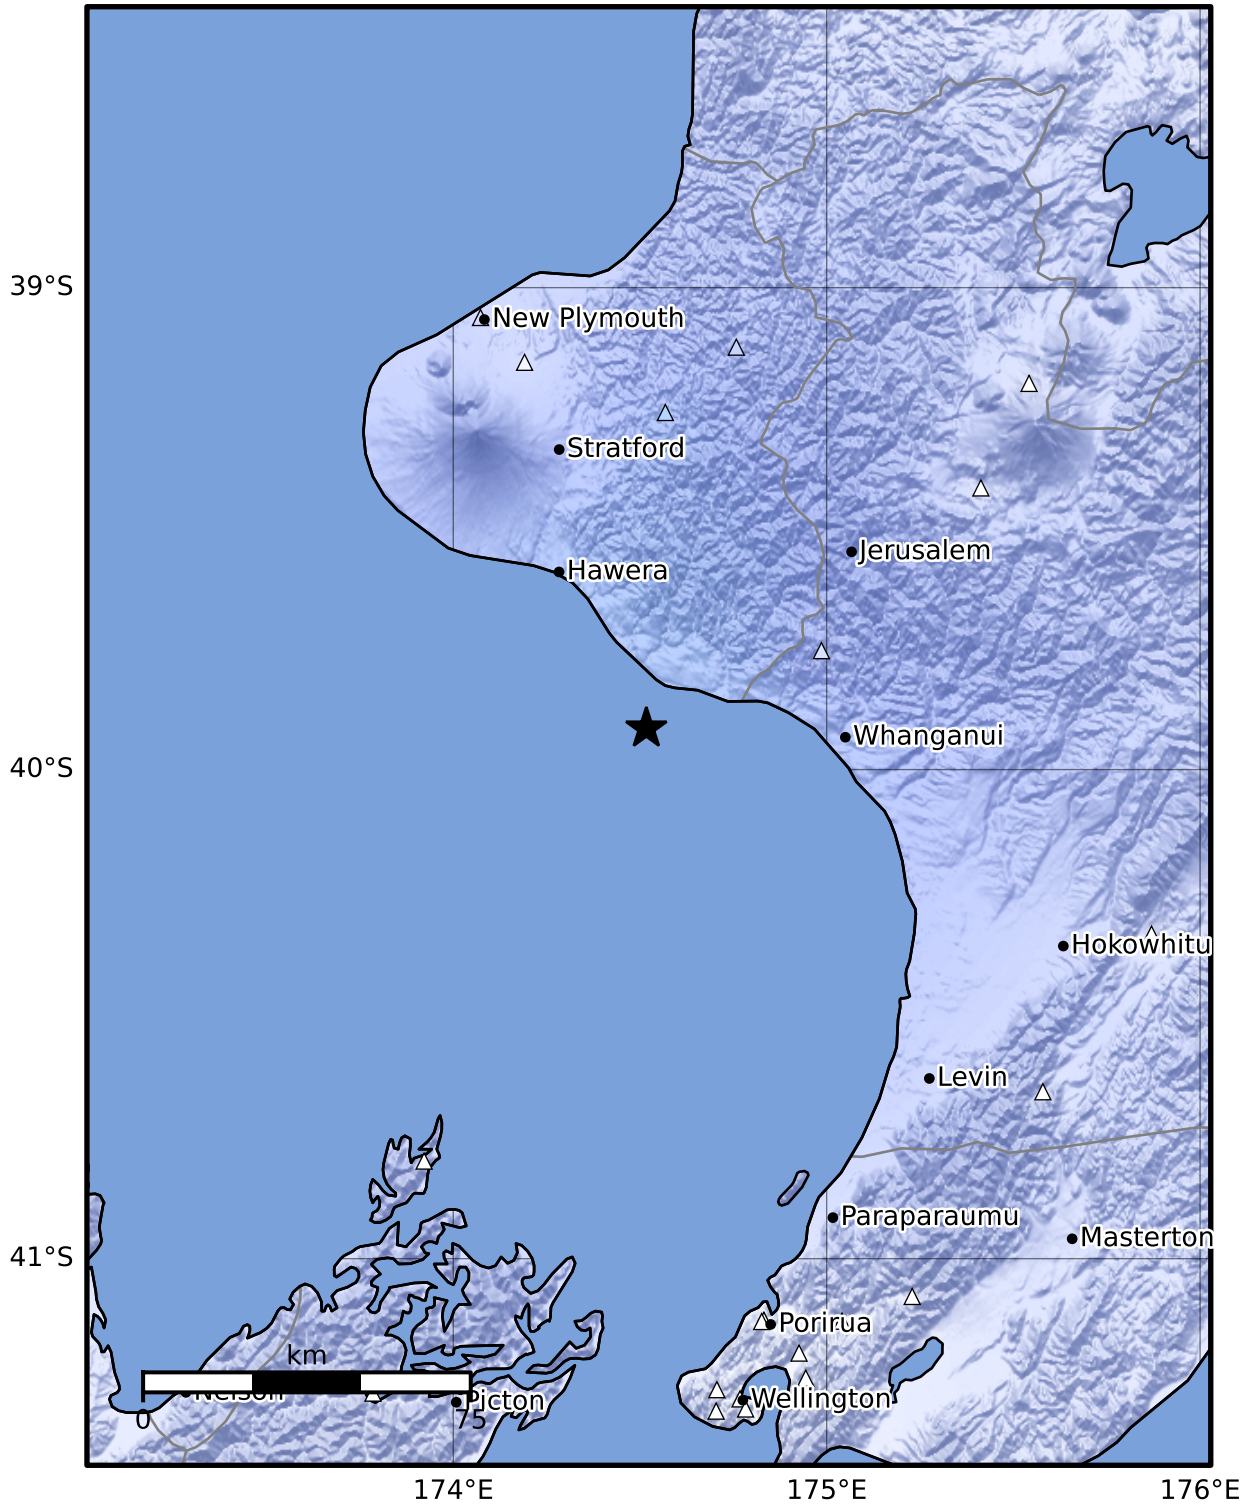 39°S
New Plymouth
Stratford
Jerusalem
Hawera
Whanganui
40°S
Hokowhitu
Levin
Paraparaumu
Masterton
41°S
Porirua
km
Nelson
Picton
Wellington
0
75
174°E
175°E
176°E